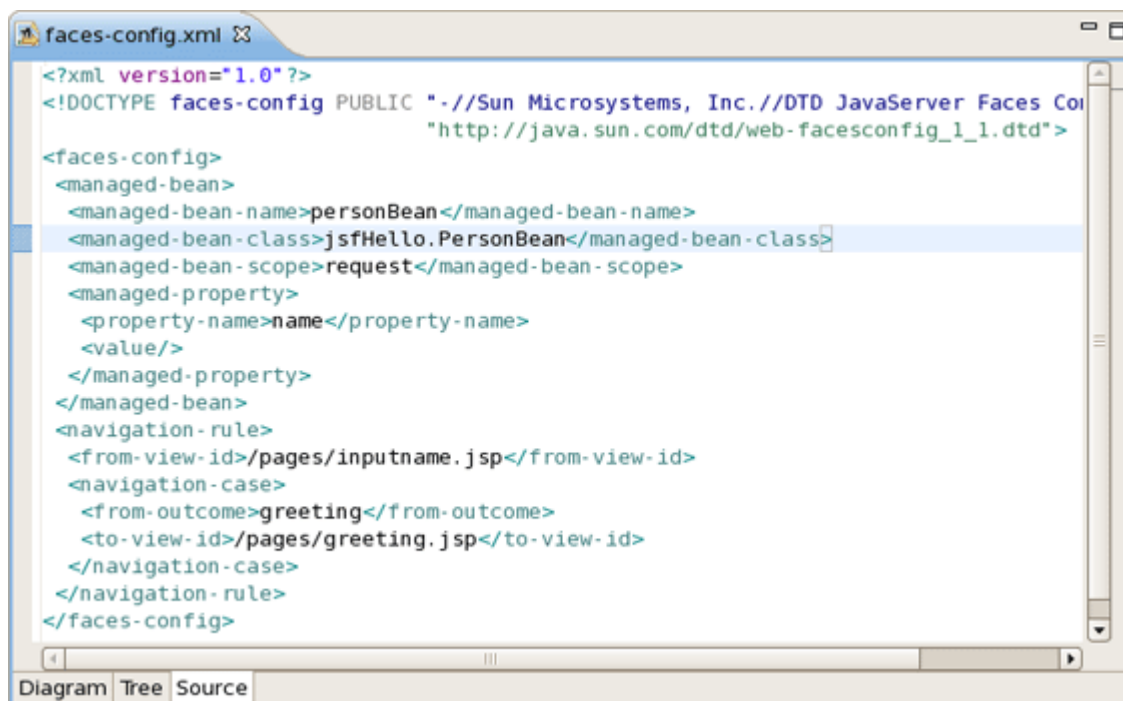 faces-config.xml
<?xml version="1.0"?>
<!DOCTYPE faces-config PUBLIC "-//Sun Microsystems, Inc.//DTD JavaServer Faces
"http://java.sun.com/dtd/web-facesconfig_1_1.dtd">
<faces-config>
<managed-bean>
<managed-bean-name>personBean</managed-bean-name>
<managed-bean-class>jsfHello.PersonBean</managed-bean-class>
<managed-bean-scope>request</managed-bean-scope>
<managed-property>
<property-name>name</property-name>
<value/>
</managed-property>
</managed-bean>
<navigation-rule>
<from-view-id>/pages/inputname.jsp</from-view-id>
<navigation-case>
<from-outcome>greeting</from-outcome>
<to-view-id>/pages/greeting.jsp</to-view-id>
</navigation-case>
</navigation-rule>
</faces-config>
Diagram Tree Source